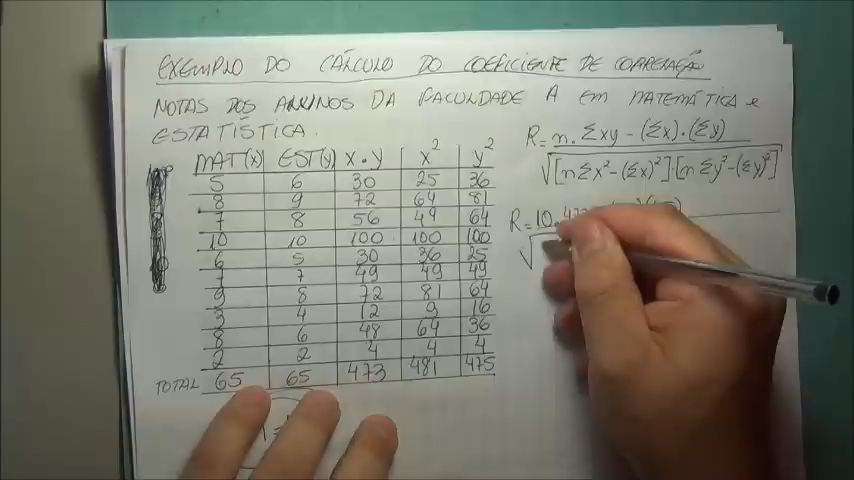 EXEMPLO DO CÁLCULO DO COEFICIENTE DE CORRELAÇÃO
NOTAS DOS ALUNOS DA FACULDADE A EM MATEMÁTICA e
ESTATÍSTICA.
MAT(X) EST(y) X.y X² y²
5 6 30 25 36
8 9 72 64 81
7 8 56 49 64
10 10 100 100 100
6 5 30 36 25
7 7 49 49 49
9 8 72 81 64
3 4 12 9 16
8 6 48 64 36
2 2 4 4 4
TOTAL 65 65 473 481 475
R= n. Σxy - (Σx).(Σy)
√[n Σx² - (Σx)²].[n Σy² - (Σy)²]
R= 10.473